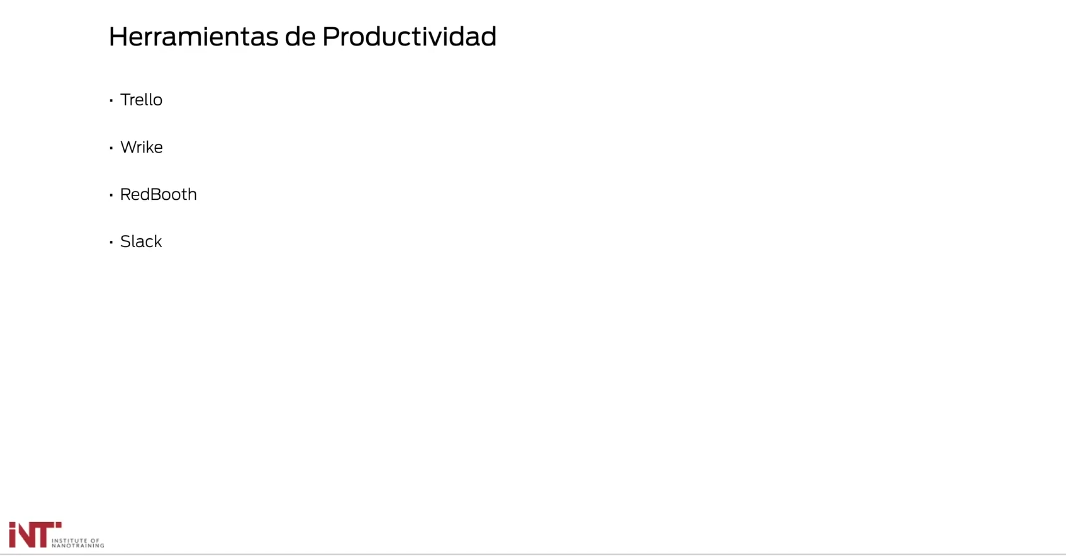 Herramientas de Productividad
• Trello
• Wrike
• RedBooth
• Slack
iNT INSTITUTE OF
NANOTRAINING